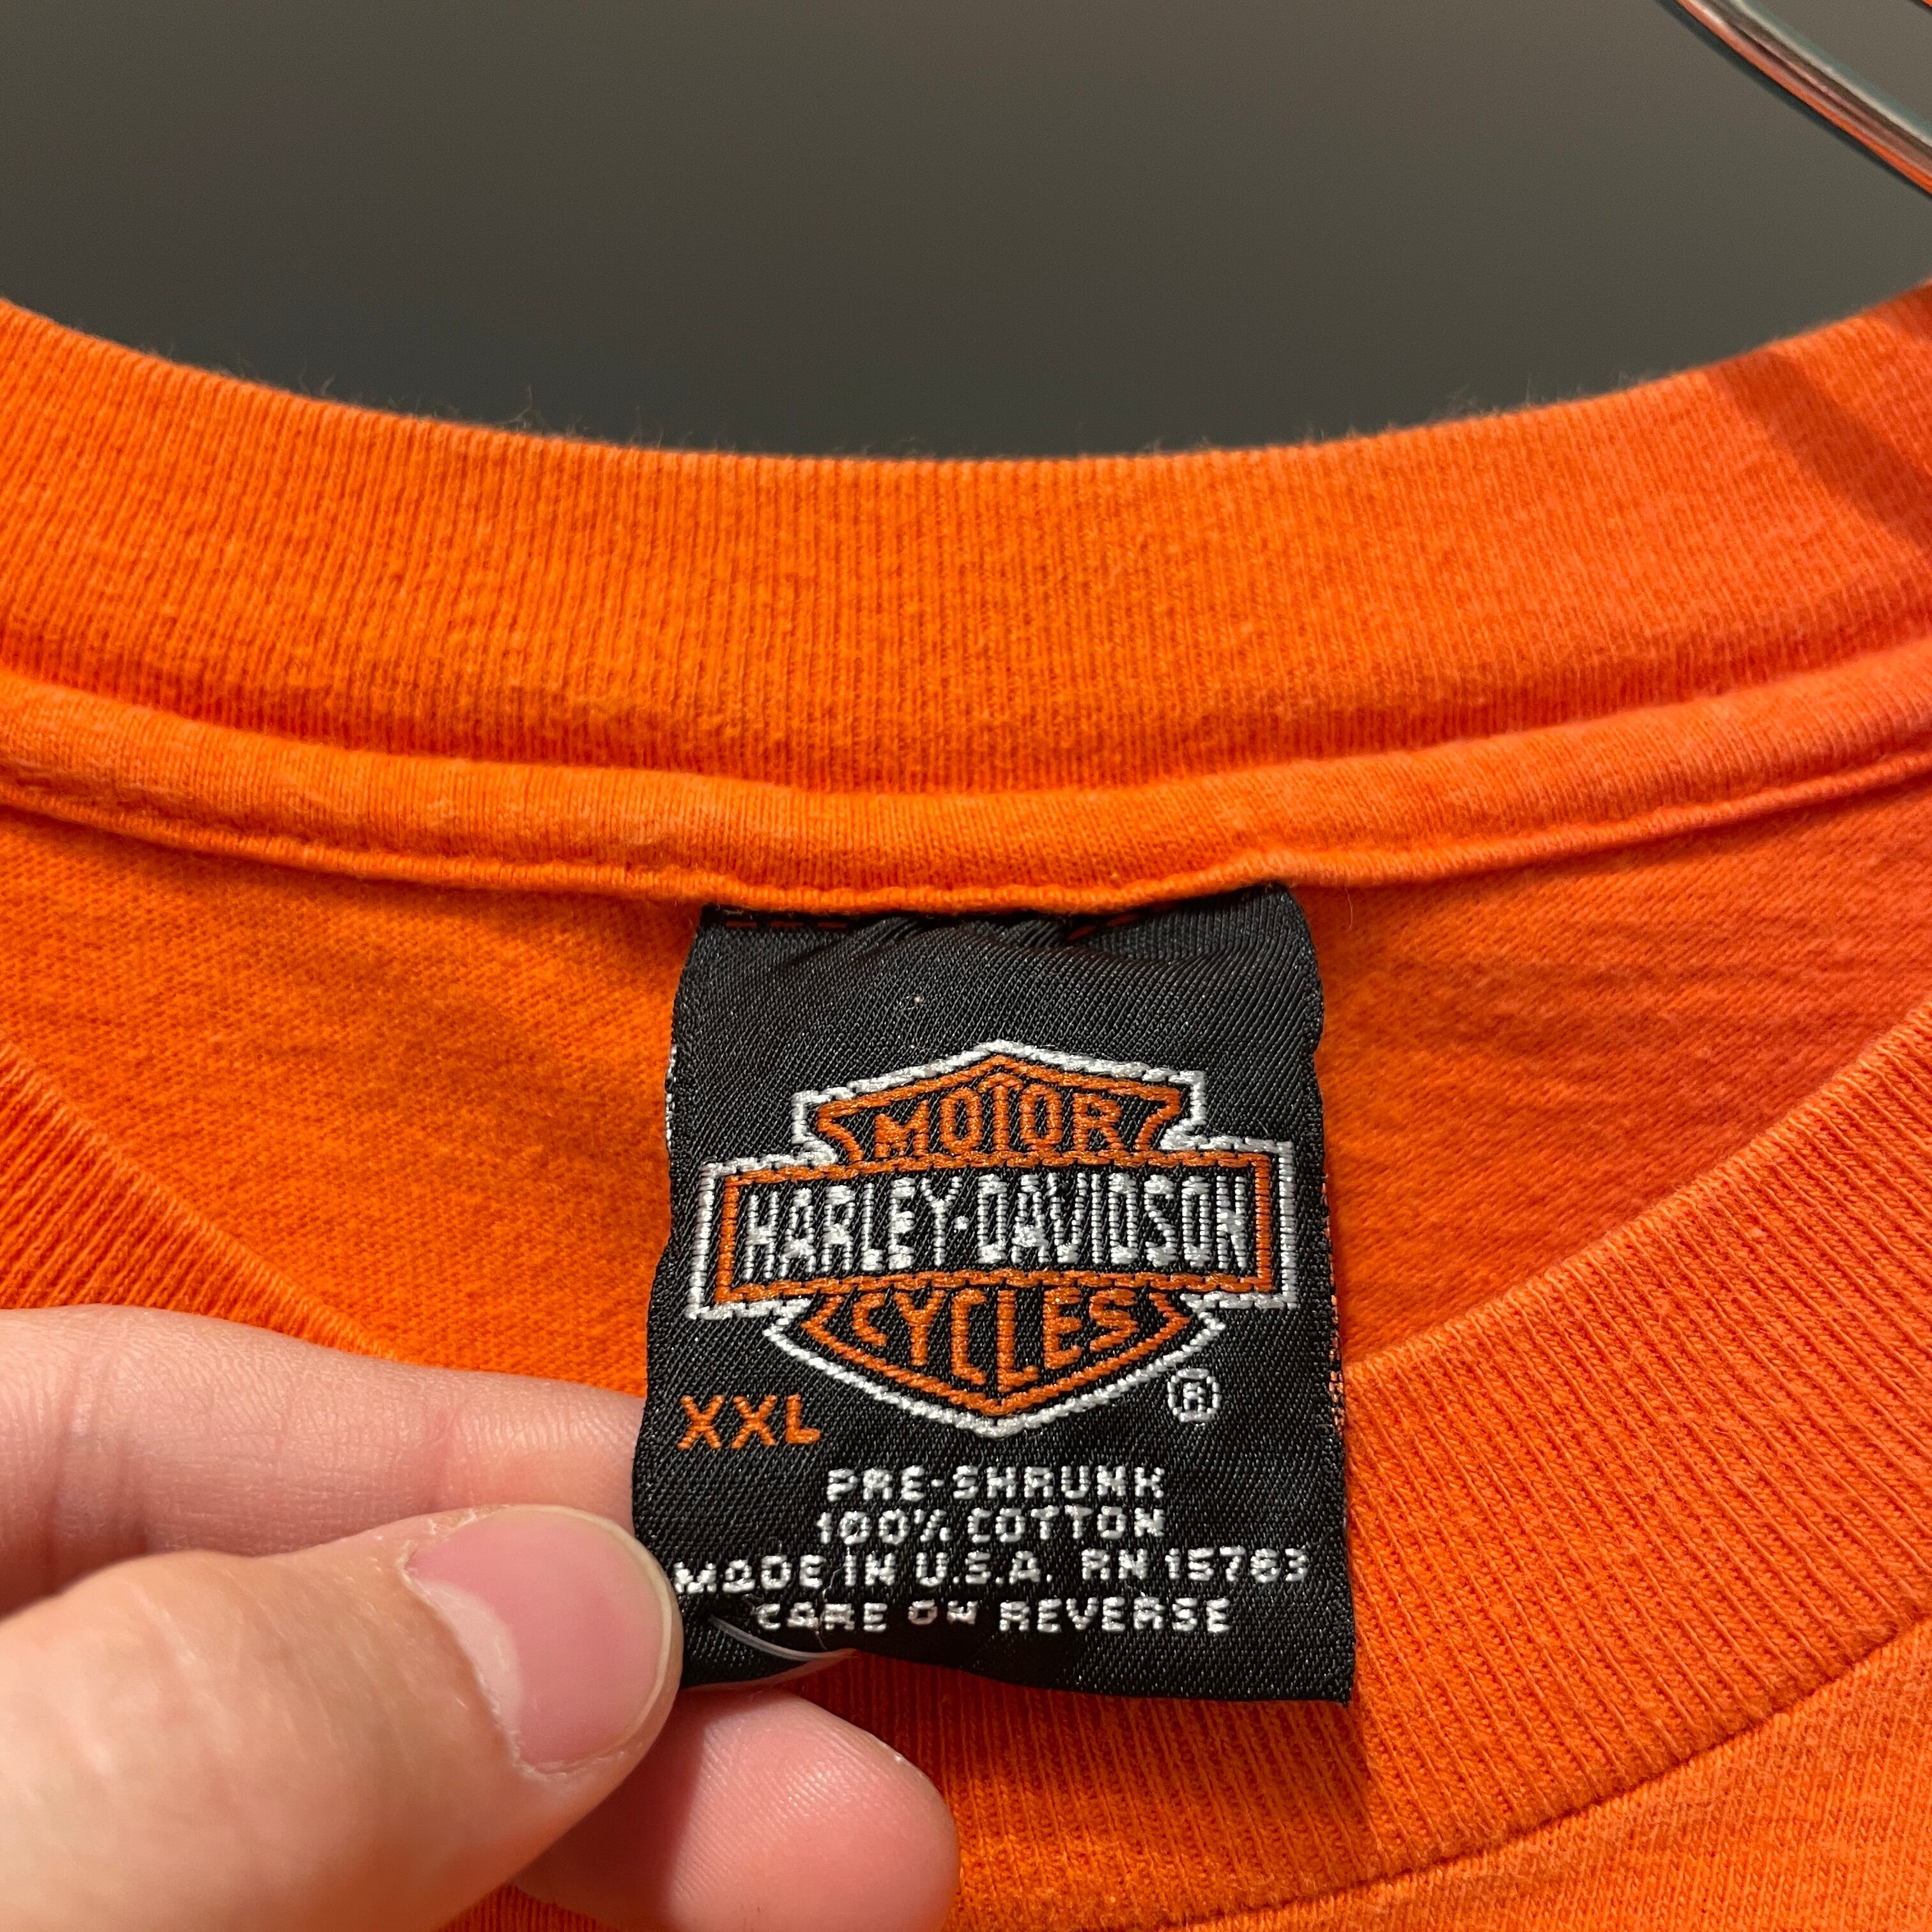 MOTOR
HARLEY-DAVIDSON
CYCLES
®
XXL
PRE-SHRUNK
100% COTTON
MADE IN U.S.A. RN 15763
CARE ON REVERSE